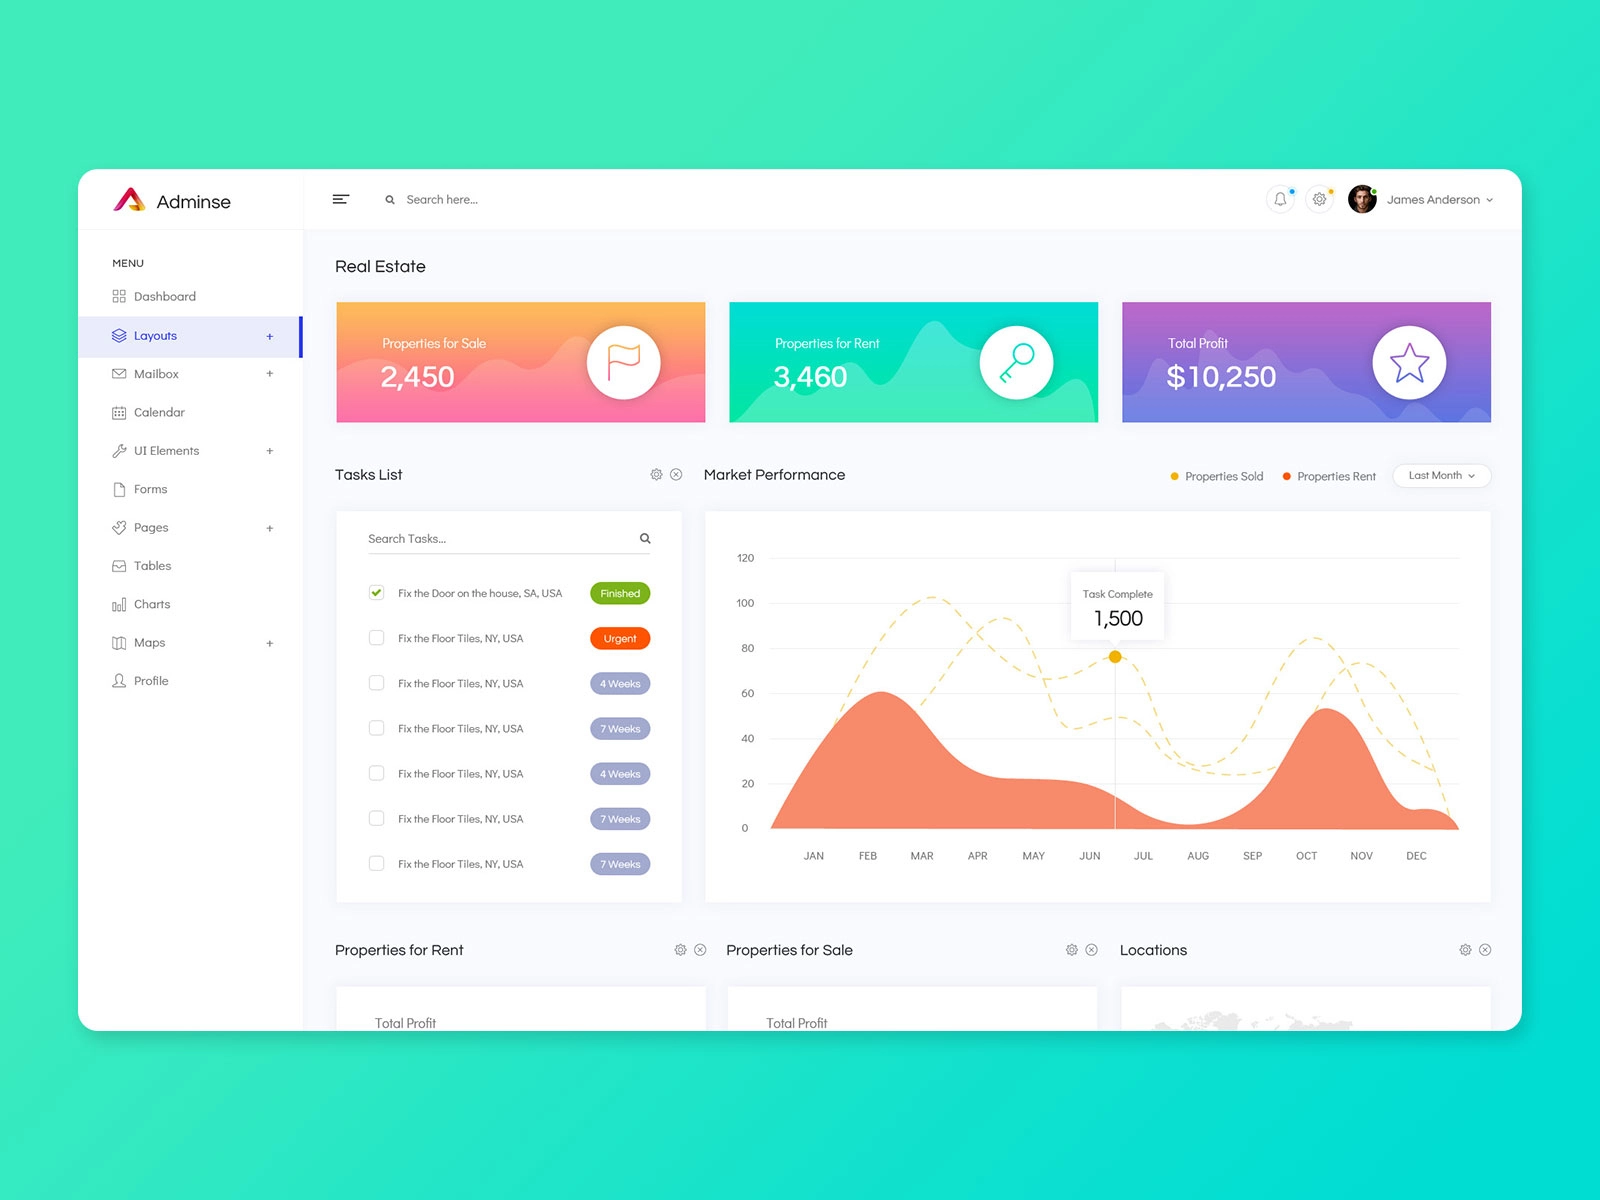 Adminse
Search here...
James Anderson
MENU
Dashboard
Layouts +
Mailbox +
Calendar
UI Elements +
Forms
Pages +
Tables
Charts
Maps +
Profile
Real Estate
Properties for Sale
2,450
Properties for Rent
3,460
Total Profit
$10,250
Tasks List
Search Tasks...
Fix the Door on the house, SA, USA Finished
Fix the Floor Tiles, NY, USA Urgent
Fix the Floor Tiles, NY, USA 4 Weeks
Fix the Floor Tiles, NY, USA 7 Weeks
Fix the Floor Tiles, NY, USA 4 Weeks
Fix the Floor Tiles, NY, USA 7 Weeks
Fix the Floor Tiles, NY, USA 7 Weeks
Market Performance
Properties Sold Properties Rent Last Month
120
100
80
60
40
20
0
Task Complete
1,500
JAN FEB MAR APR MAY JUN JUL AUG SEP OCT NOV DEC
Properties for Rent
Total Profit
Properties for Sale
Total Profit
Locations